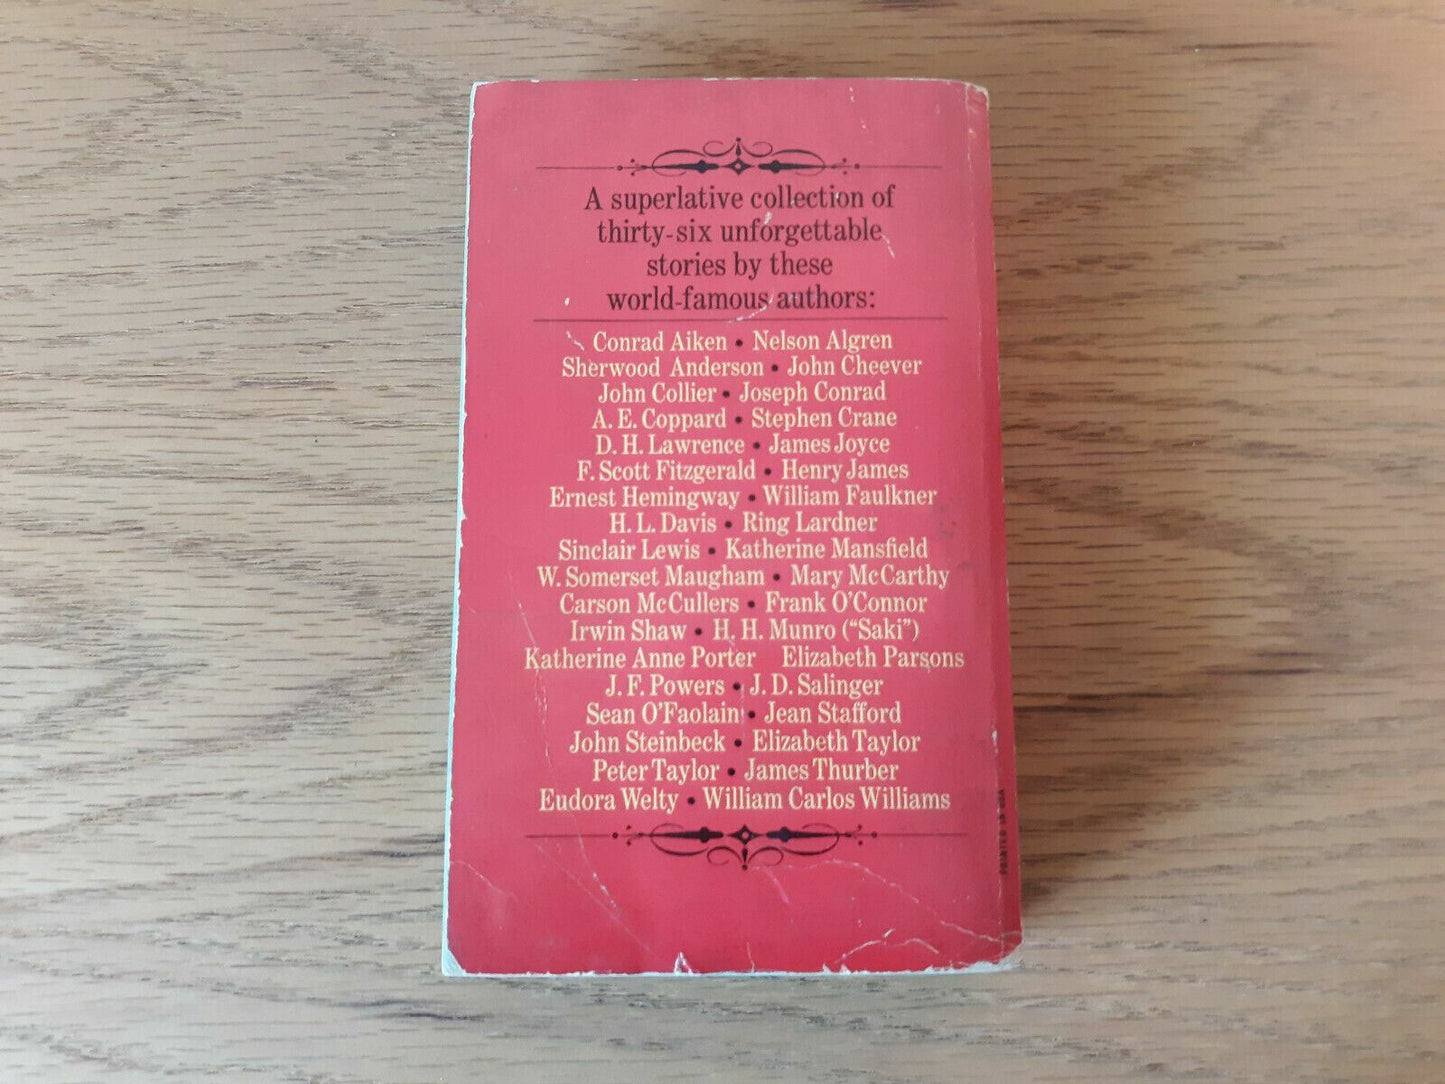 A superlative collection of
thirty-six unforgettable
stories by these
world-famous authors:
Conrad Aiken • Nelson Algren
Sherwood Anderson • John Cheever
John Collier • Joseph Conrad
A. E. Coppard • Stephen Crane
D. H. Lawrence • James Joyce
F. Scott Fitzgerald • Henry James
Ernest Hemingway • William Faulkner
H. L. Davis • Ring Lardner
Sinclair Lewis • Katherine Mansfield
W. Somerset Maugham • Mary McCarthy
Carson McCullers • Frank O'Connor
Irwin Shaw • H. H. Munro ("Saki")
Katherine Anne Porter Elizabeth Parsons
J. F. Powers • J. D. Salinger
Sean O'Faolain • Jean Stafford
John Steinbeck • Elizabeth Taylor
Peter Taylor • James Thurber
Eudora Welty • William Carlos Williams
PRINTED IN USA